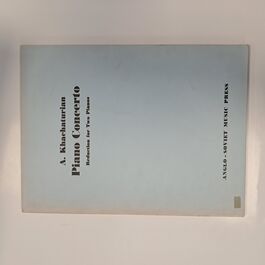 A. Khachaturian
Piano Concerto
Reduction for Two Pianos
ANGLO - SOVIET MUSIC PRESS